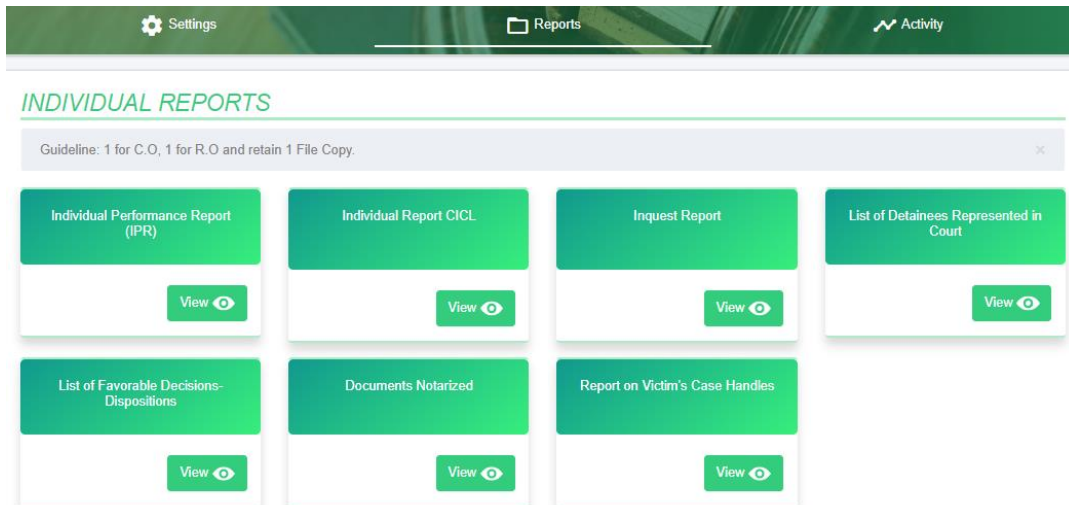 Settings
Reports
Activity
INDIVIDUAL REPORTS
Guideline: 1 for C.O, 1 for R.O and retain 1 File Copy.
×
Individual Performance Report
(IPR)
View
Individual Report CICL
View
Inquest Report
View
List of Detainees Represented in
Court
View
List of Favorable Decisions-
Dispositions
View
Documents Notarized
View
Report on Victim's Case Handles
View